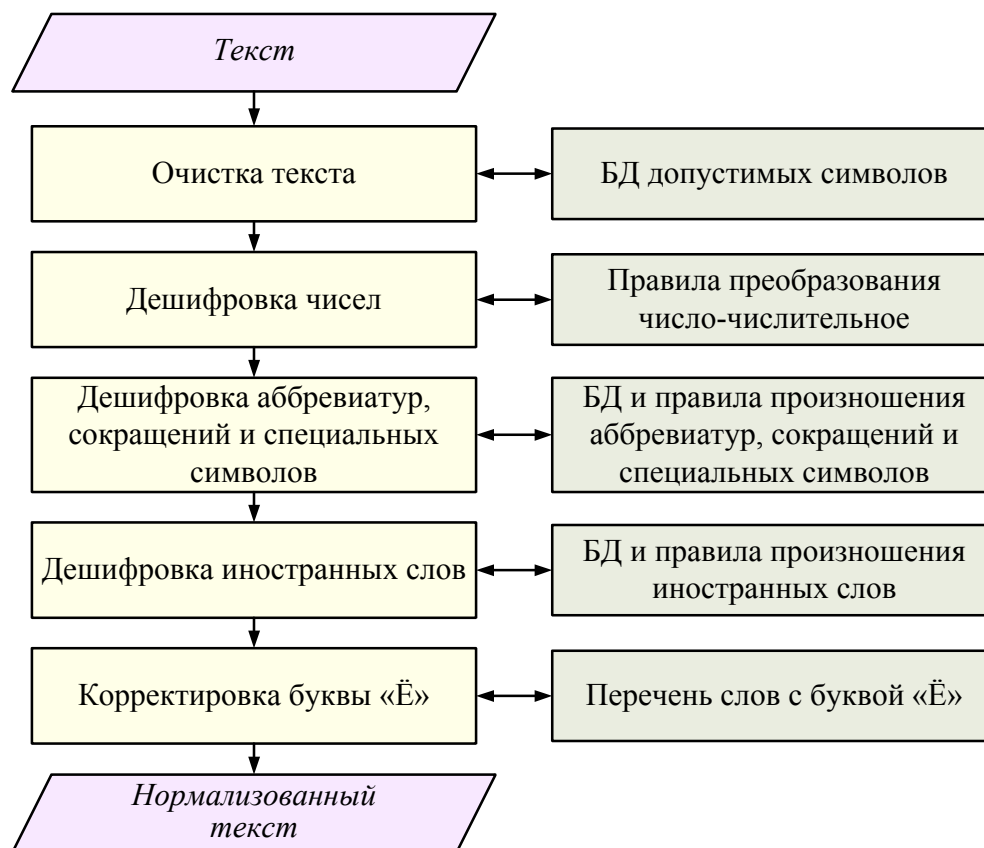 Текст
Очистка текста
БД допустимых символов
Дешифровка чисел
Правила преобразования
число-числительное
Дешифровка аббревиатур,
сокращений и специальных
символов
БД и правила произношения
аббревиатур, сокращений и
специальных символов
Дешифровка иностранных слов
БД и правила произношения
иностранных слов
Корректировка буквы «Ё»
Перечень слов с буквой «Ё»
Нормализованный
текст